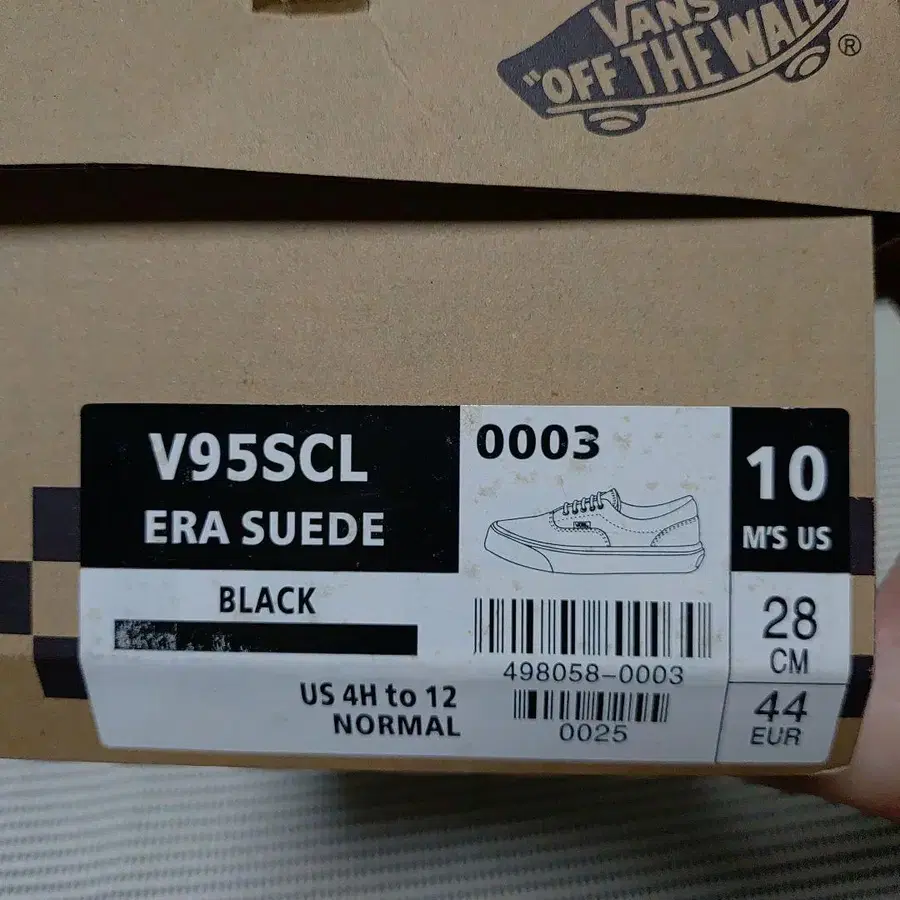 VANS
"OFF THE WALL
®
V95SCL
ERA SUEDE
BLACK
US 4H to 12
NORMAL
0003
498058-0003
0025
10
M'S US
28
CM
44
EUR